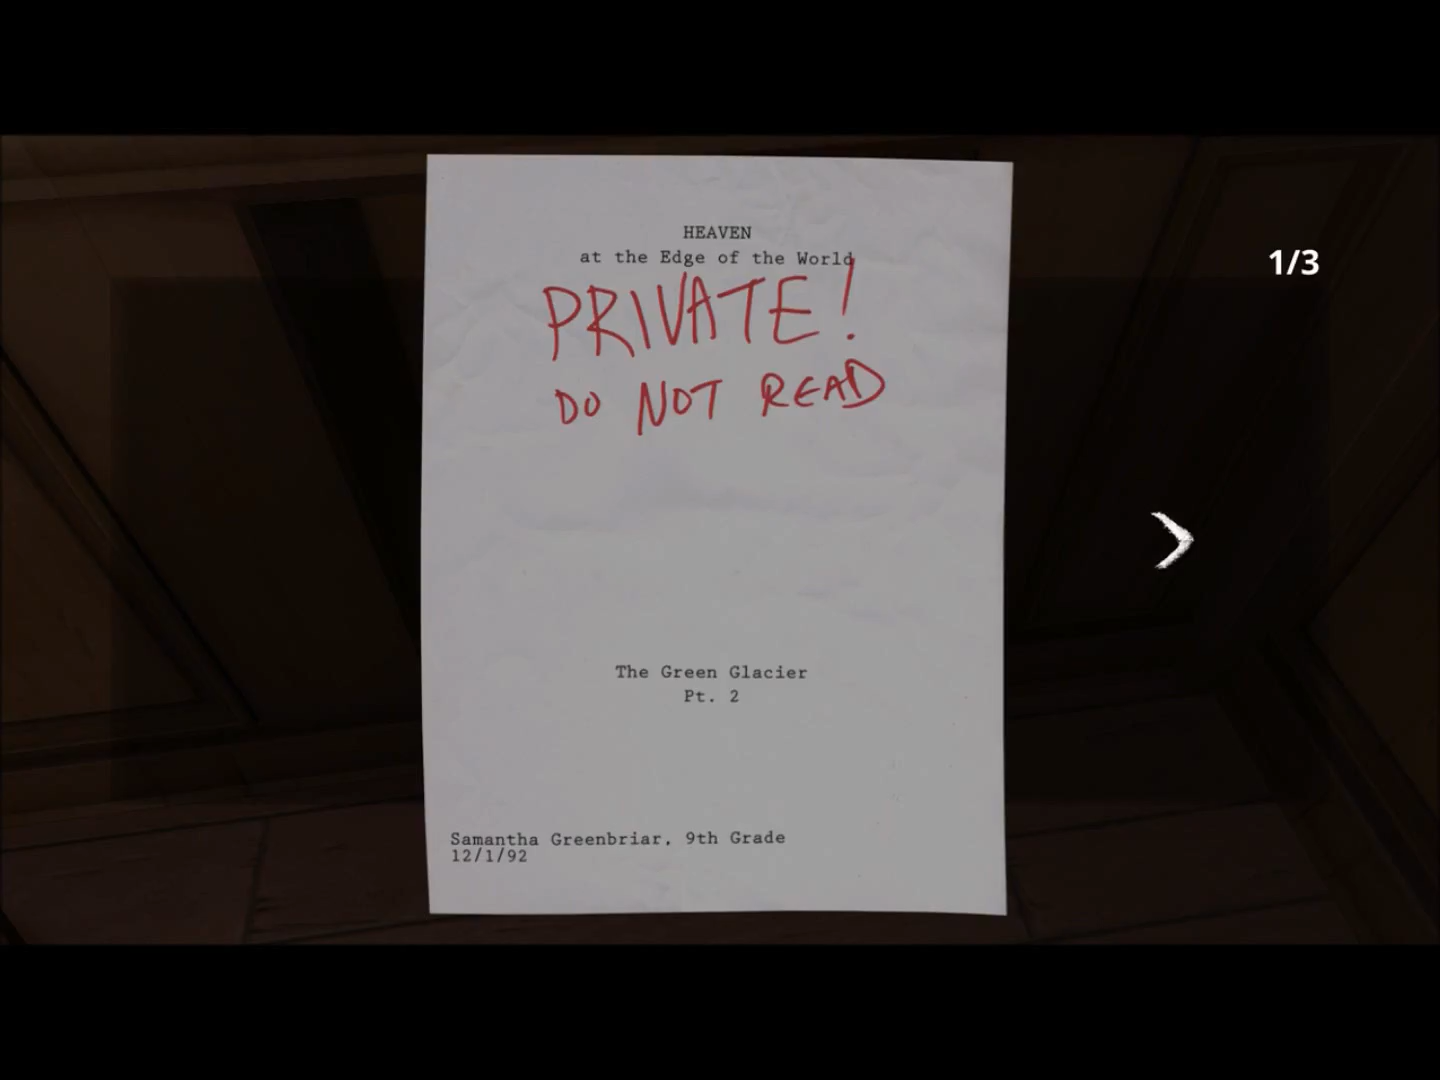 HEAVEN
at the Edge of the World
PRIVATE!
DO NOT READ
1/3
The Green Glacier
Pt. 2
Samantha Greenbriar, 9th Grade
12/1/92